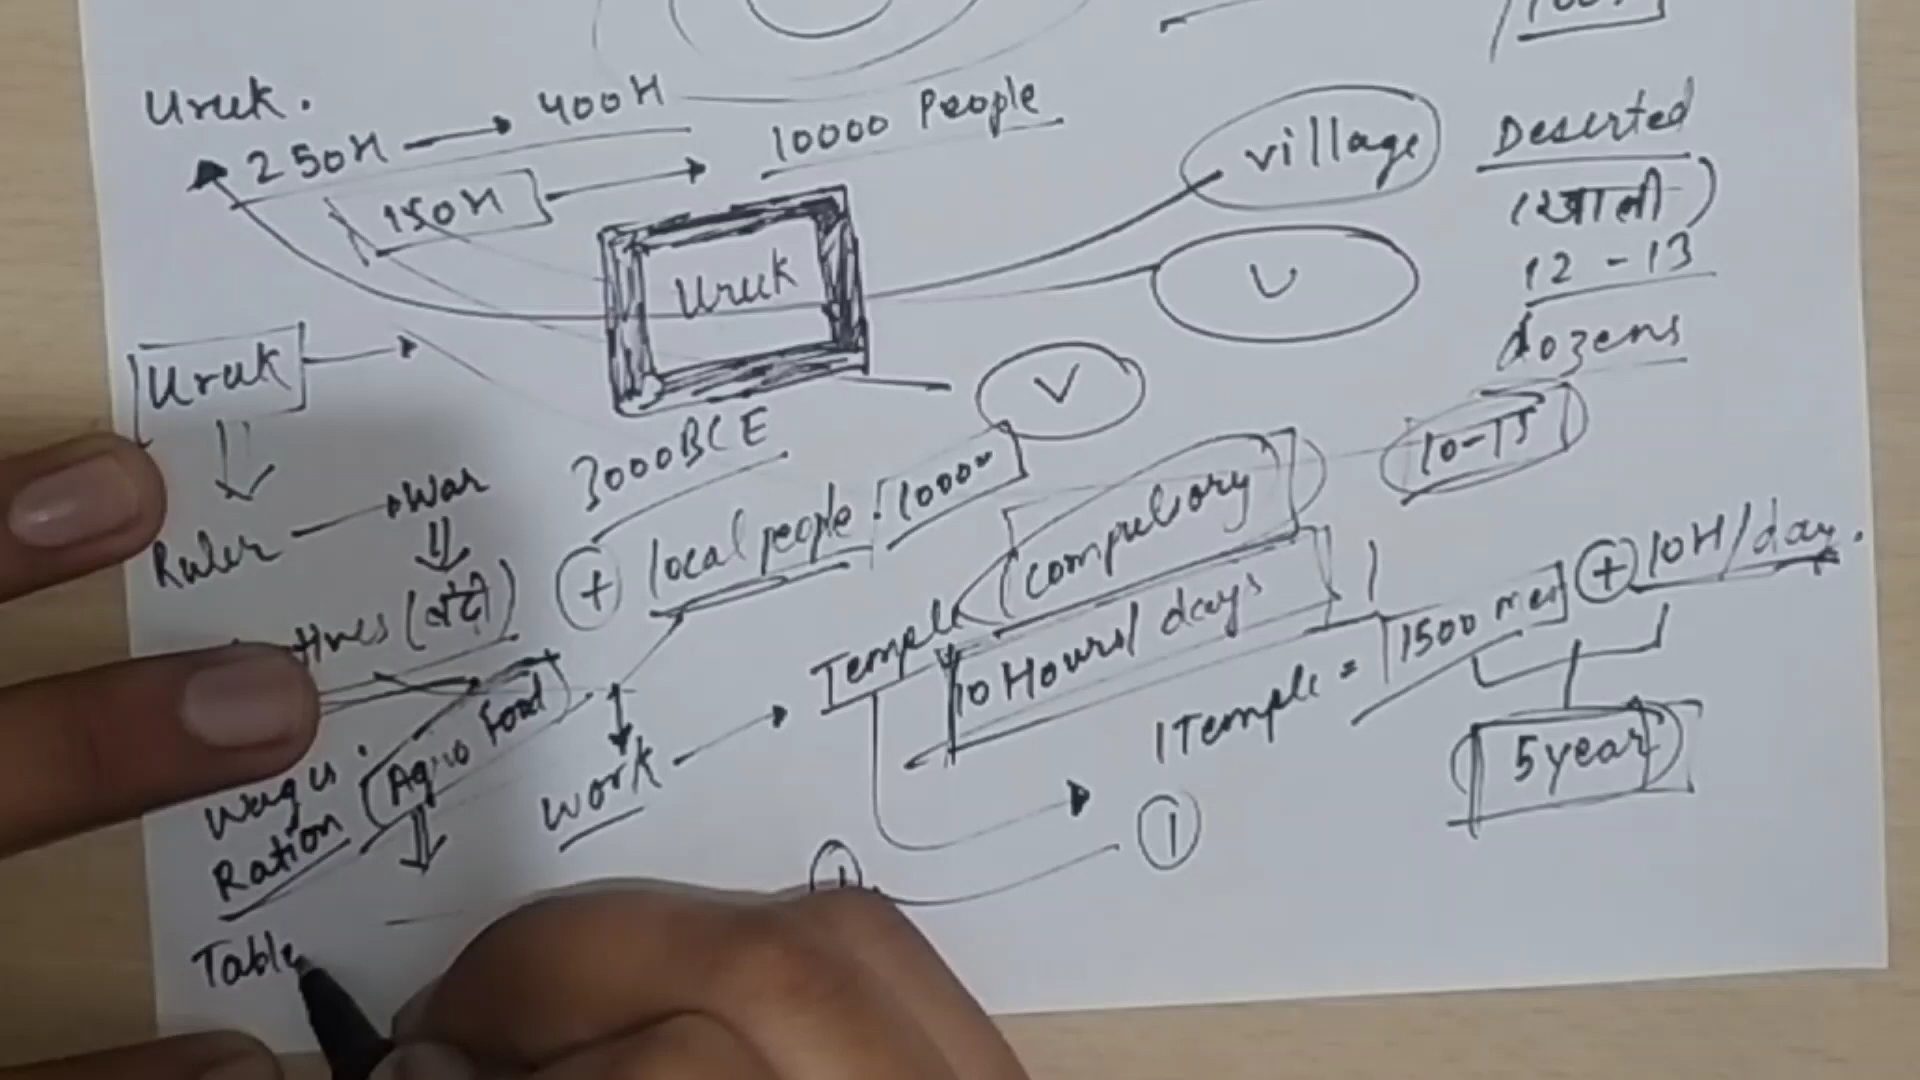 Uruk.
250H → 400H
150H → 10000 People
village
Deserted
(खाली)
12 - 13
dozens
10-15
Uruk
V
V
Uruk
3000BCE
Ruler → War
(बंदी)
+ local people
Temple (compulsory
10 Hours/ days
1 Temple = 1500 men + 10H/day.
5 year
work
Wages.
Ration
Agro Food
1
1
Table